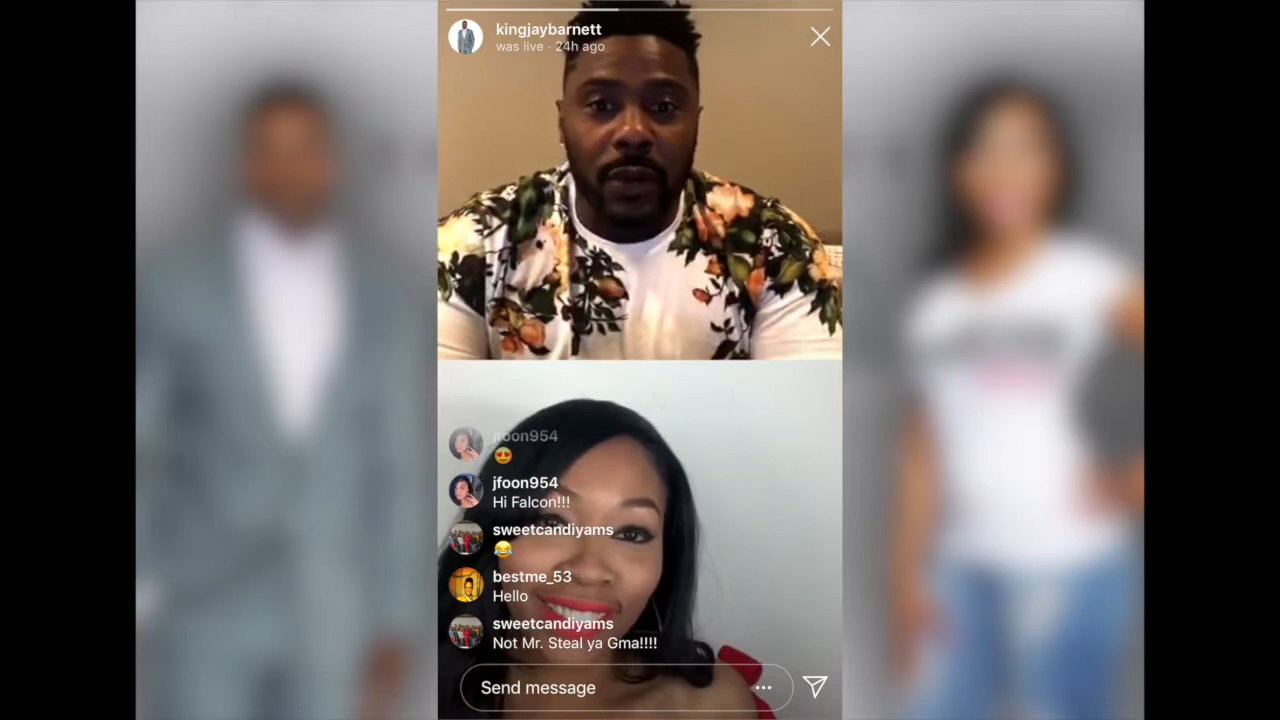 kingjaybarnett
was live · 24h ago
jfoon954
😍
jfoon954
Hi Falcon!!!
sweetcandiyams
😂
bestme_53
Hello
sweetcandiyams
Not Mr. Steal ya Gma!!!!
Send message